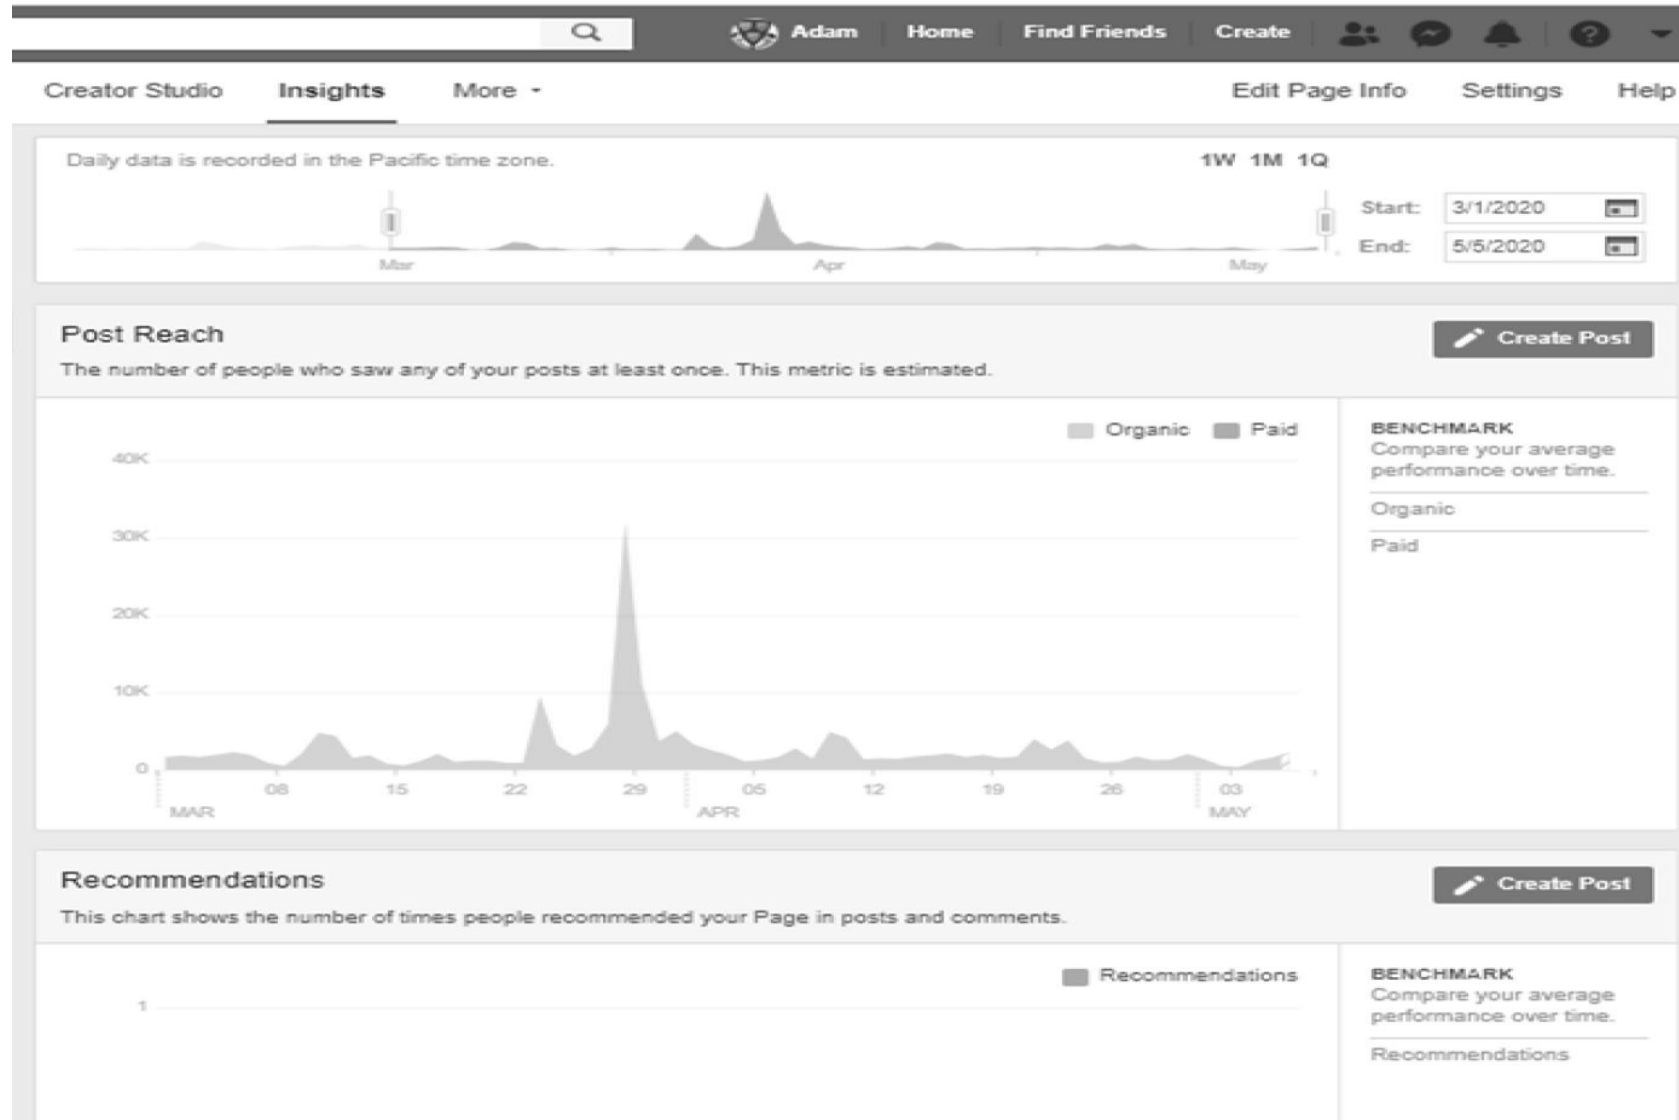 Adam Home Find Friends Create
Creator Studio Insights More Edit Page Info Settings Help
Daily data is recorded in the Pacific time zone. 1W 1M 1Q
Start: 3/1/2020
End: 5/5/2020
Mar Apr May
Post Reach
Create Post
The number of people who saw any of your posts at least once. This metric is estimated.
Organic Paid
BENCHMARK
Compare your average
performance over time.
Organic
Paid
40K
30K
20K
10K
0
08 15 22 29 05 12 19 26 03
MAR APR MAY
Recommendations
Create Post
This chart shows the number of times people recommended your Page in posts and comments.
Recommendations
BENCHMARK
Compare your average
performance over time.
Recommendations
1